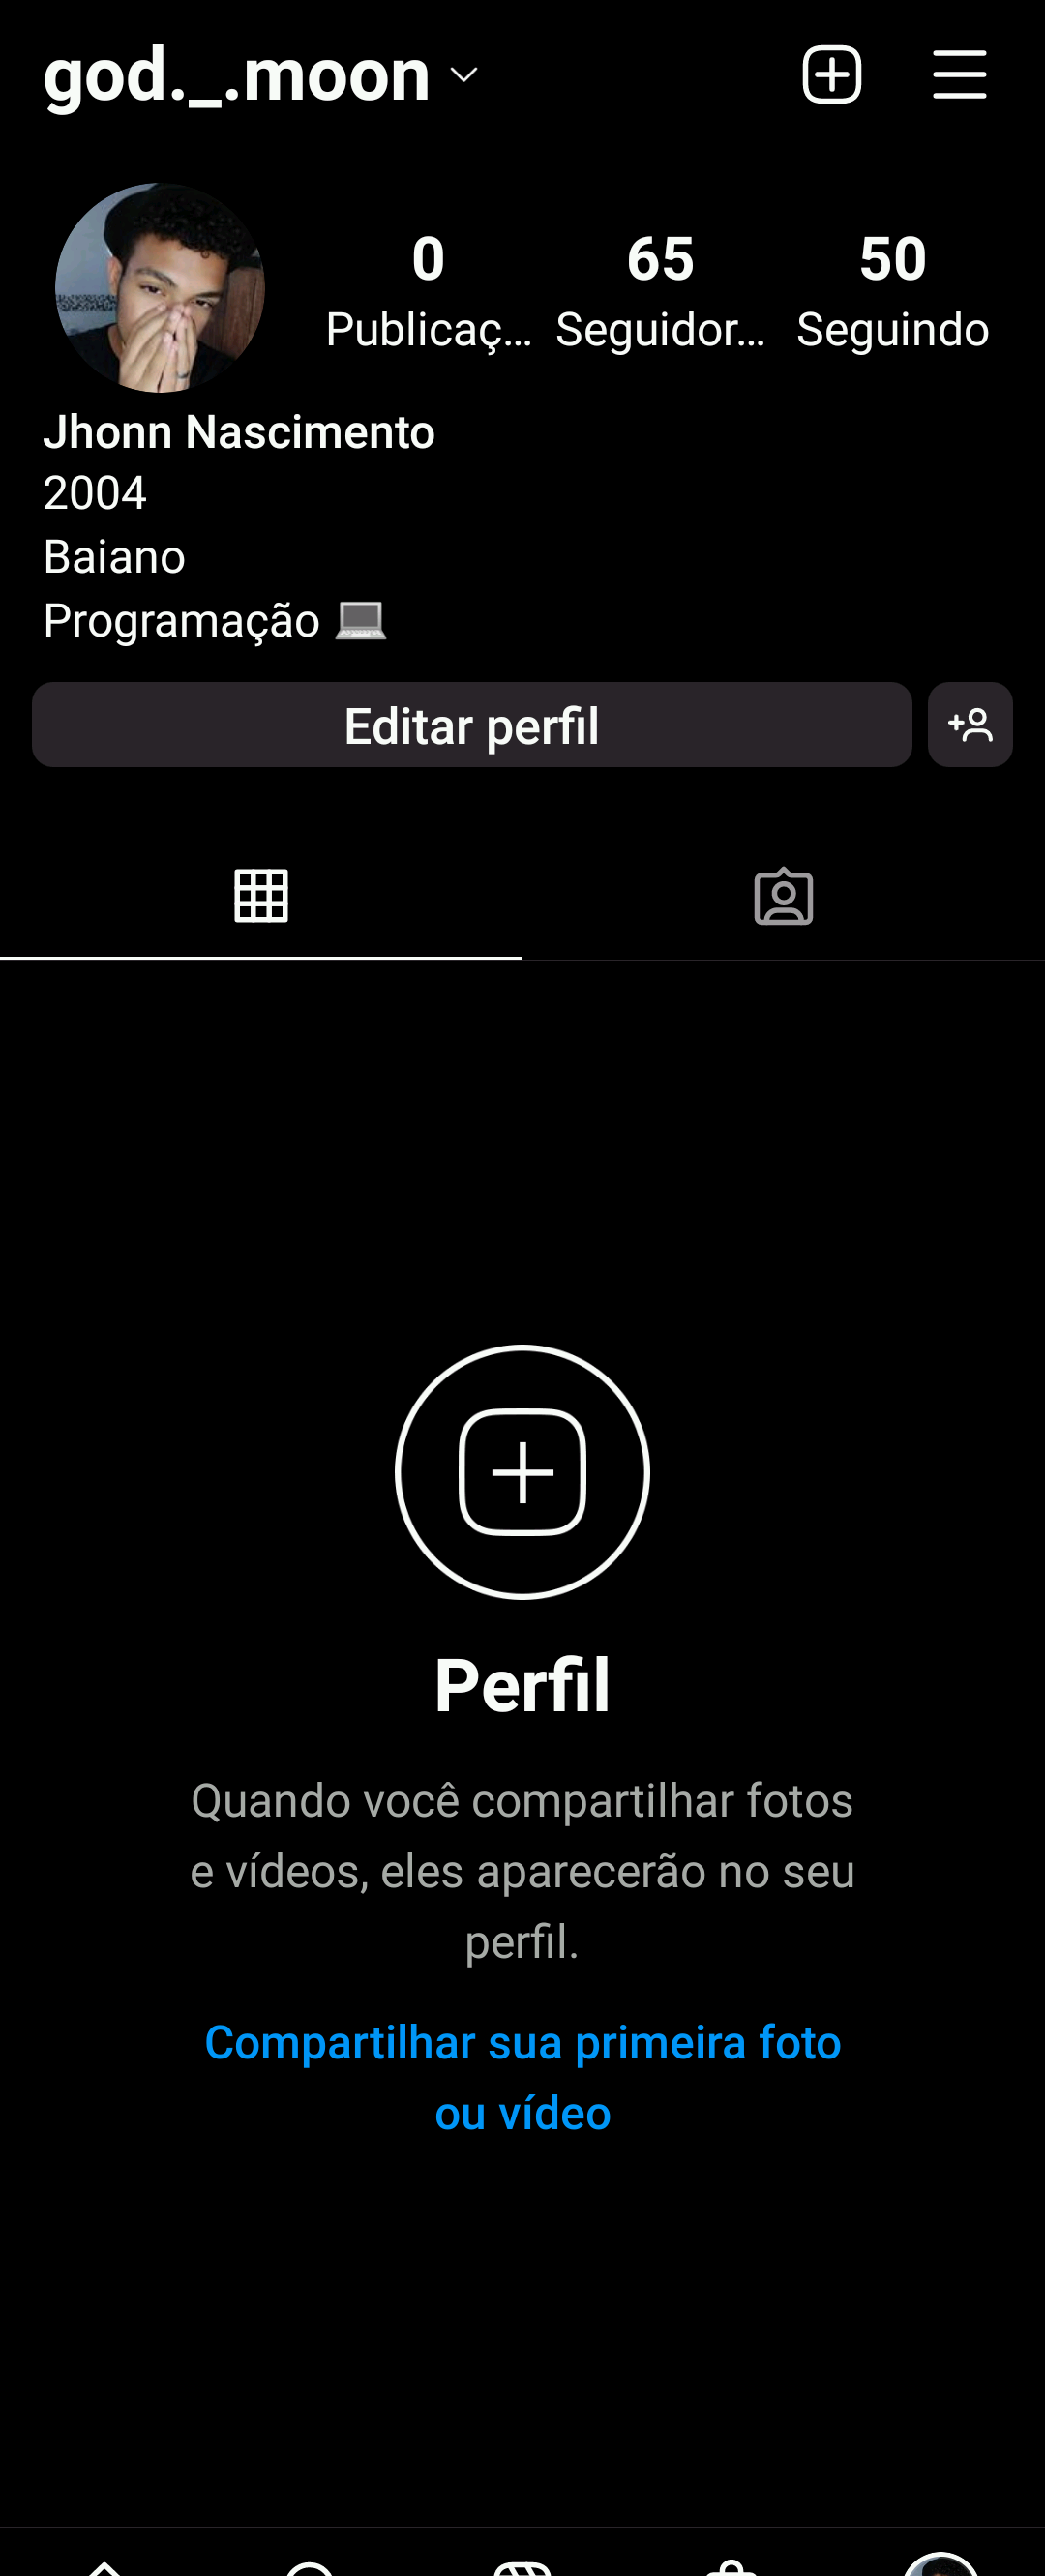 god._.moon
0 65 50
Publicaç... Seguidor... Seguindo
Jhonn Nascimento
2004
Baiano
Programação 💻
Editar perfil
Perfil
Quando você compartilhar fotos
e vídeos, eles aparecerão no seu
perfil.
Compartilhar sua primeira foto
ou vídeo